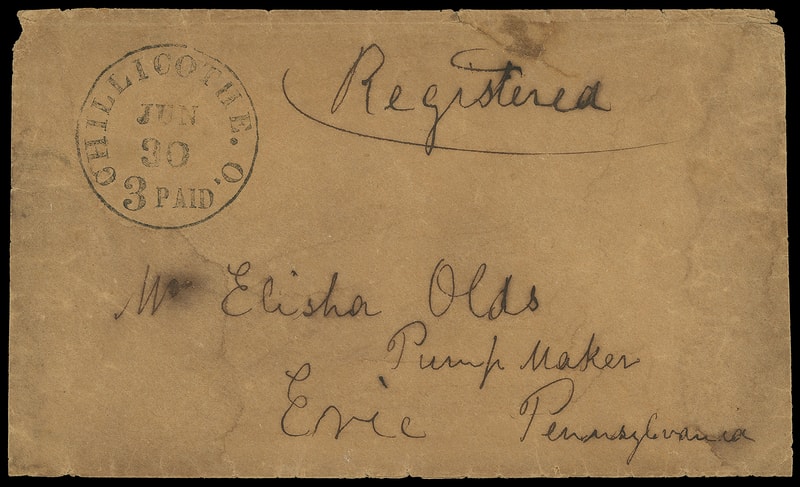 CHILLICOTHE. O.
JUN
30
3 PAID
Registered
Mr Elisha Olds
Pump Maker
Erie Pennsylvania